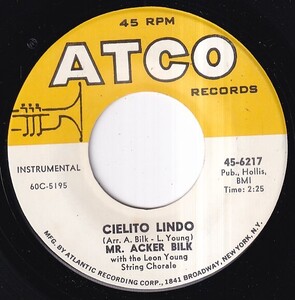 45 RPM
ATCO
RECORDS
INSTRUMENTAL
60C-5195
45-6217
Pub., Hollis,
BMI
Time: 2:25
CIELITO LINDO
(Arr. A. Bilk - L. Young)
MR. ACKER BILK
with the Leon Young
String Chorale
MFG. BY ATLANTIC RECORDING CORP., 1841 BROADWAY, NEW YORK, N.Y.